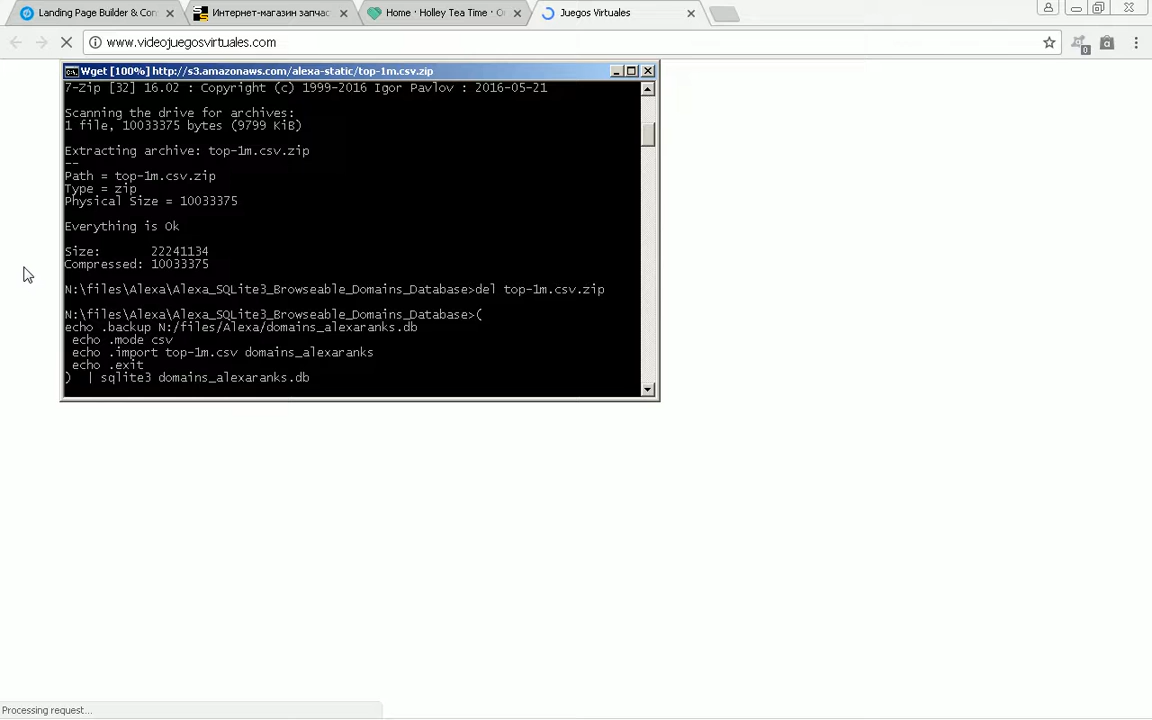 Landing Page Builder & Con
Интернет-магазин запчас
Home · Holley Tea Time · O
Juegos Virtuales
www.videojuegosvirtuales.com
0
Wget [100%] http://s3.amazonaws.com/alexa-static/top-1m.csv.zip
7-Zip [32] 16.02 : Copyright (c) 1999-2016 Igor Pavlov : 2016-05-21
Scanning the drive for archives:
1 file, 10033375 bytes (9799 KiB)
Extracting archive: top-1m.csv.zip
--
Path = top-1m.csv.zip
Type = zip
Physical Size = 10033375
Everything is Ok
Size:       22241134
Compressed: 10033375
N:\files\Alexa\Alexa_SQLite3_Browseable_Domains_Database>del top-1m.csv.zip
N:\files\Alexa\Alexa_SQLite3_Browseable_Domains_Database>(
echo .backup N:/files/Alexa/domains_alexaranks.db
 echo .mode csv
 echo .import top-1m.csv domains_alexaranks
 echo .exit
)  | sqlite3 domains_alexaranks.db
Processing request...